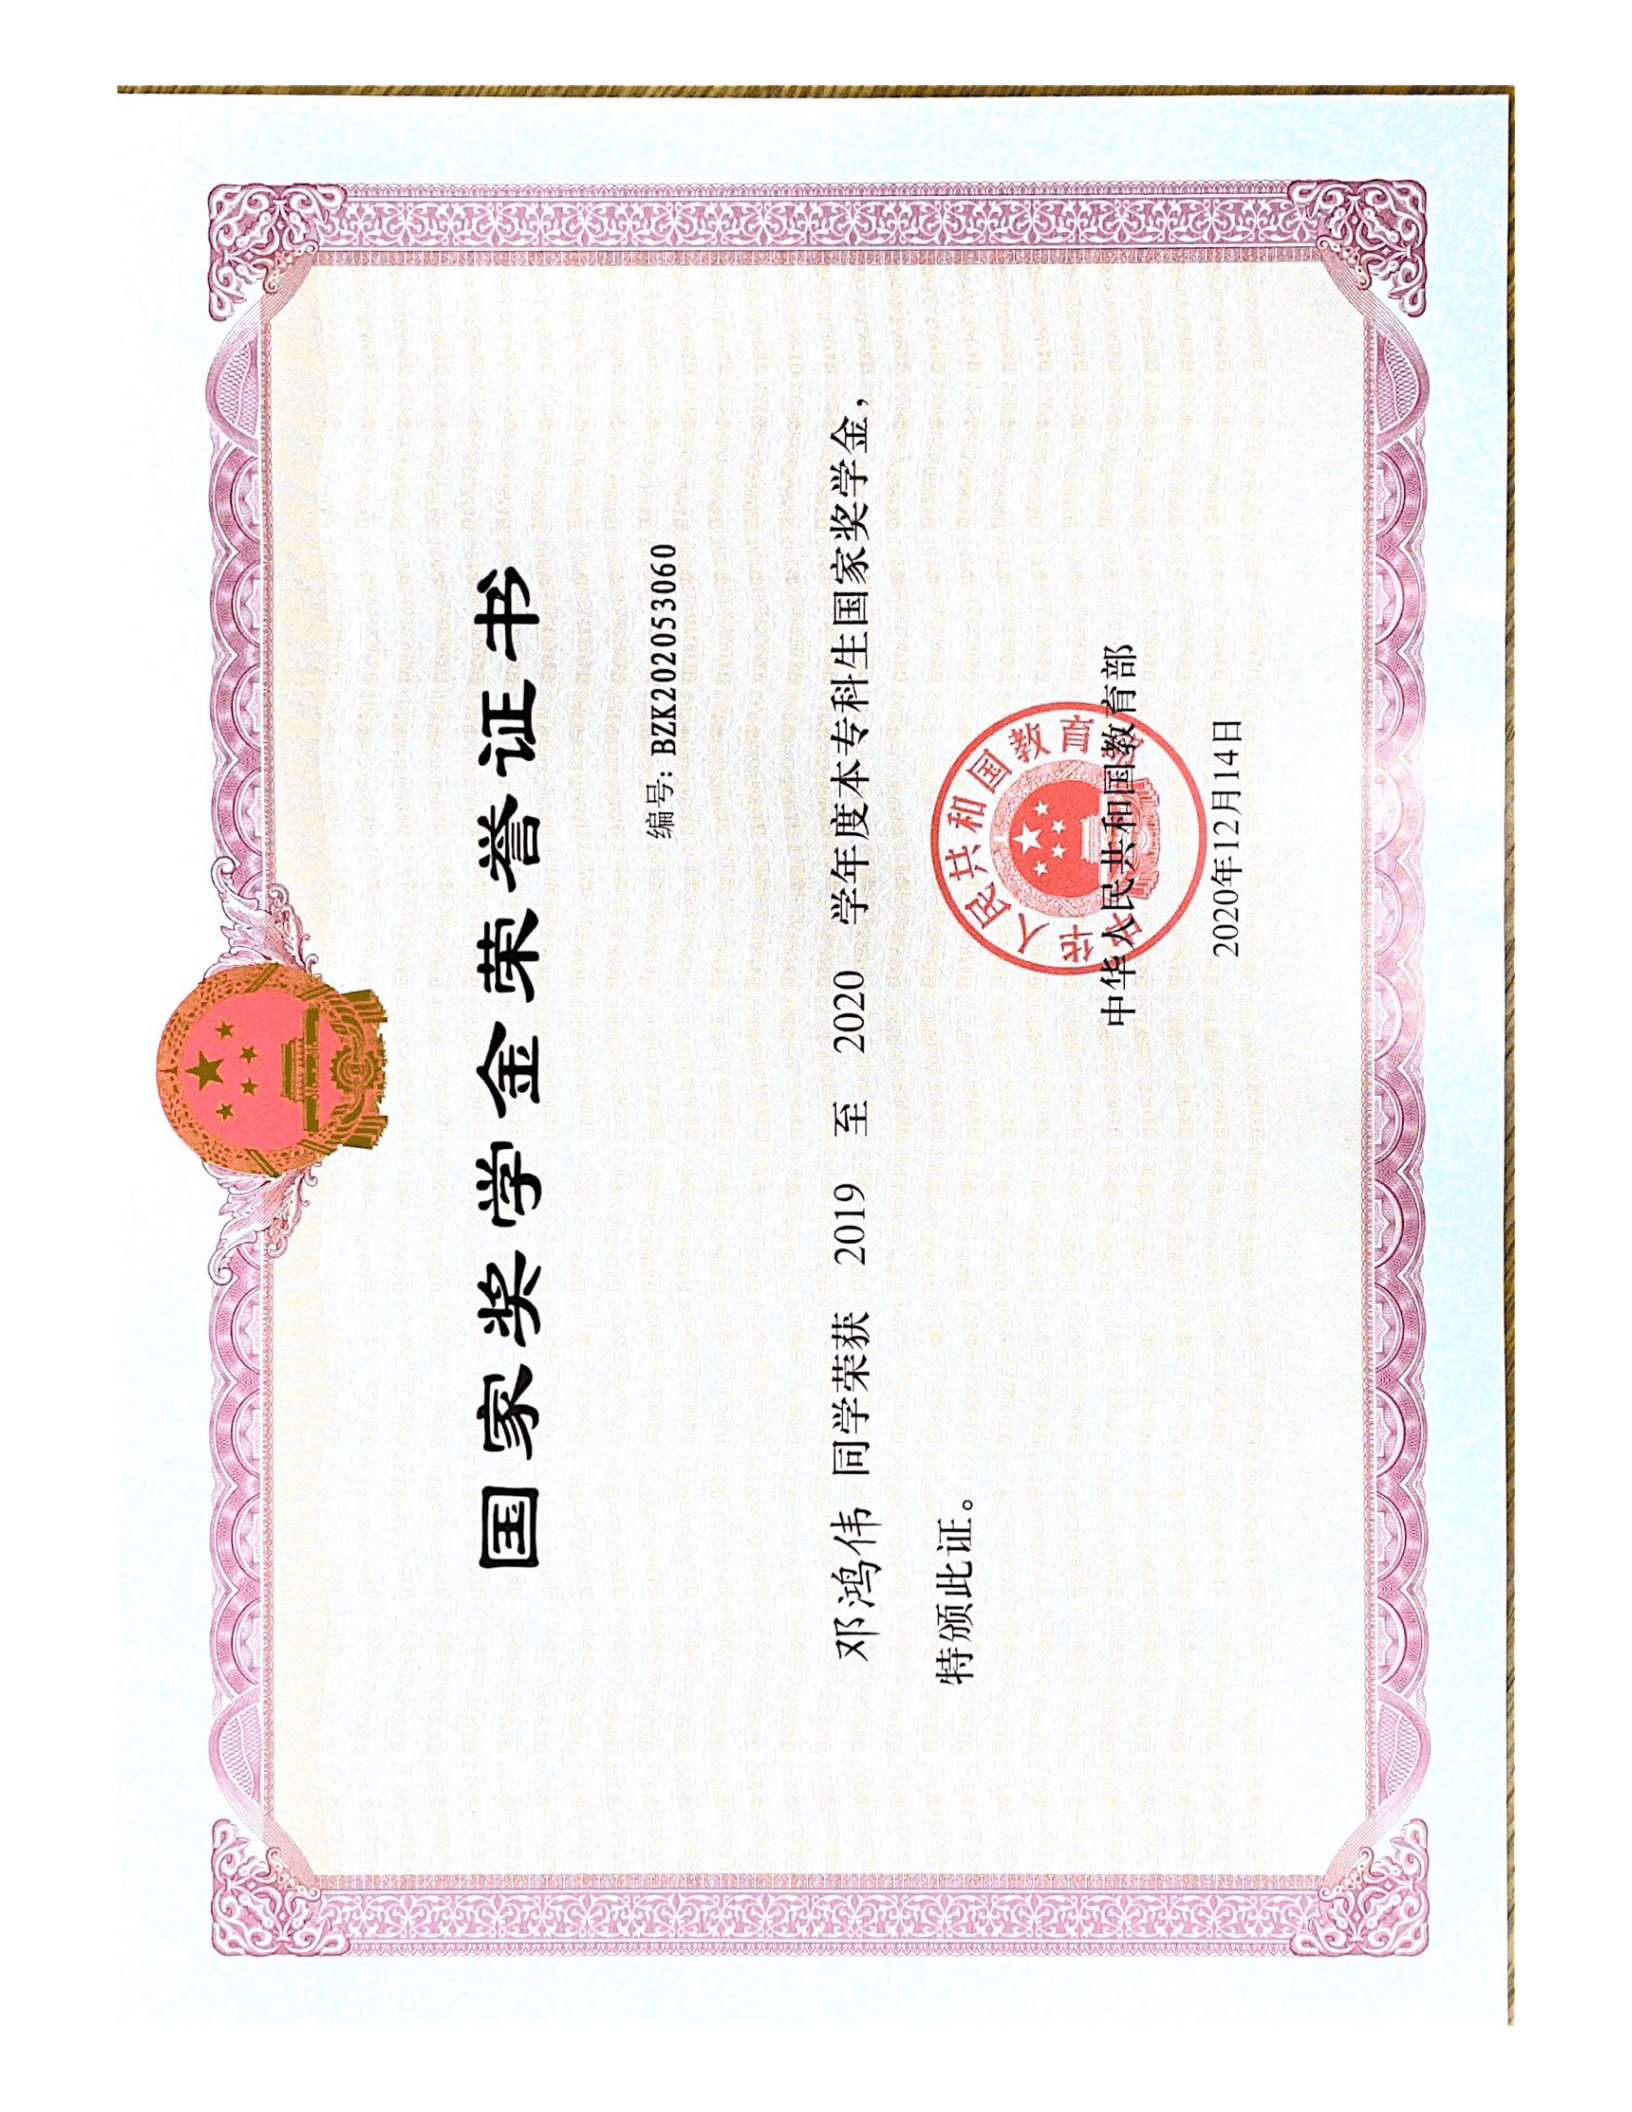 国家奖学金荣誉证书
编号: BZK202053060
邓鸿伟 同学荣获 2019 至 2020 学年度本专科生国家奖学金，
特颁此证。
中华人民共和国教育部
中华人民共和国教育部
2020年12月14日